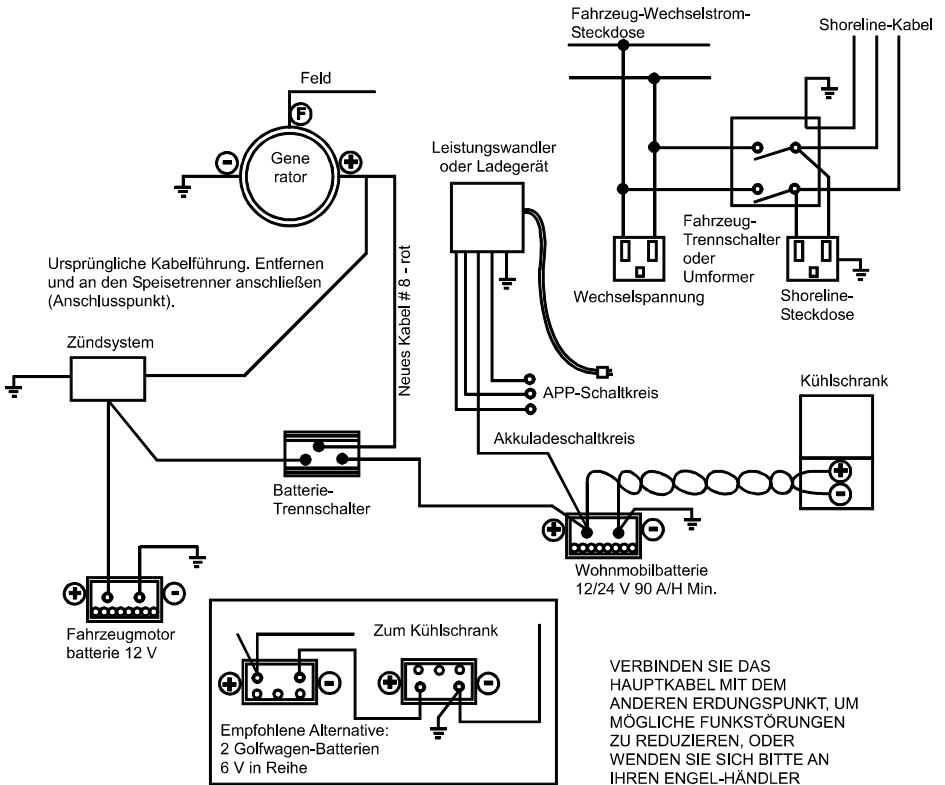 Fahrzeug-Wechselstrom-
Steckdose
Shoreline-Kabel
Feld
F
Gene
rator
Leistungswandler
oder Ladegerät
Fahrzeug-
Trennschalter
oder
Umformer
Wechselspannung
Shoreline-
Steckdose
Ursprüngliche Kabelführung. Entfernen
und an den Speisetrenner anschließen
(Anschlusspunkt).
Neues Kabel # 8 - rot
Zündsystem
APP-Schaltkreis
Kühlschrank
Akkuladeschaltkreis
Batterie-
Trennschalter
Wohnmobilbatterie
12/24 V 90 A/H Min.
Fahrzeugmotor
batterie 12 V
Zum Kühlschrank
Empfohlene Alternative:
2 Golfwagen-Batterien
6 V in Reihe
VERBINDEN SIE DAS
HAUPTKABEL MIT DEM
ANDEREN ERDUNGSPUNKT, UM
MÖGLICHE FUNKSTÖRUNGEN
ZU REDUZIEREN, ODER
WENDEN SIE SICH BITTE AN
IHREN ENGEL-HÄNDLER